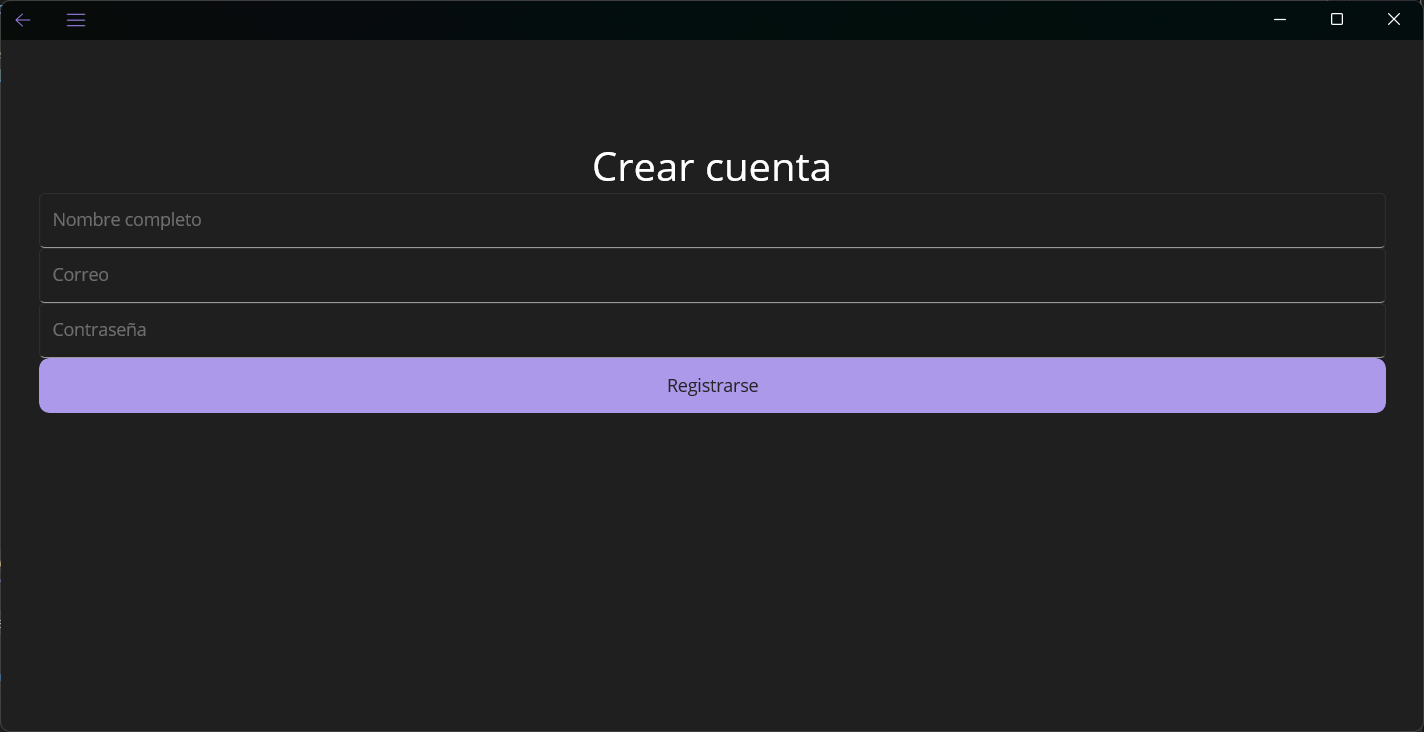 Crear cuenta
Nombre completo
Correo
Contraseña
Registrarse